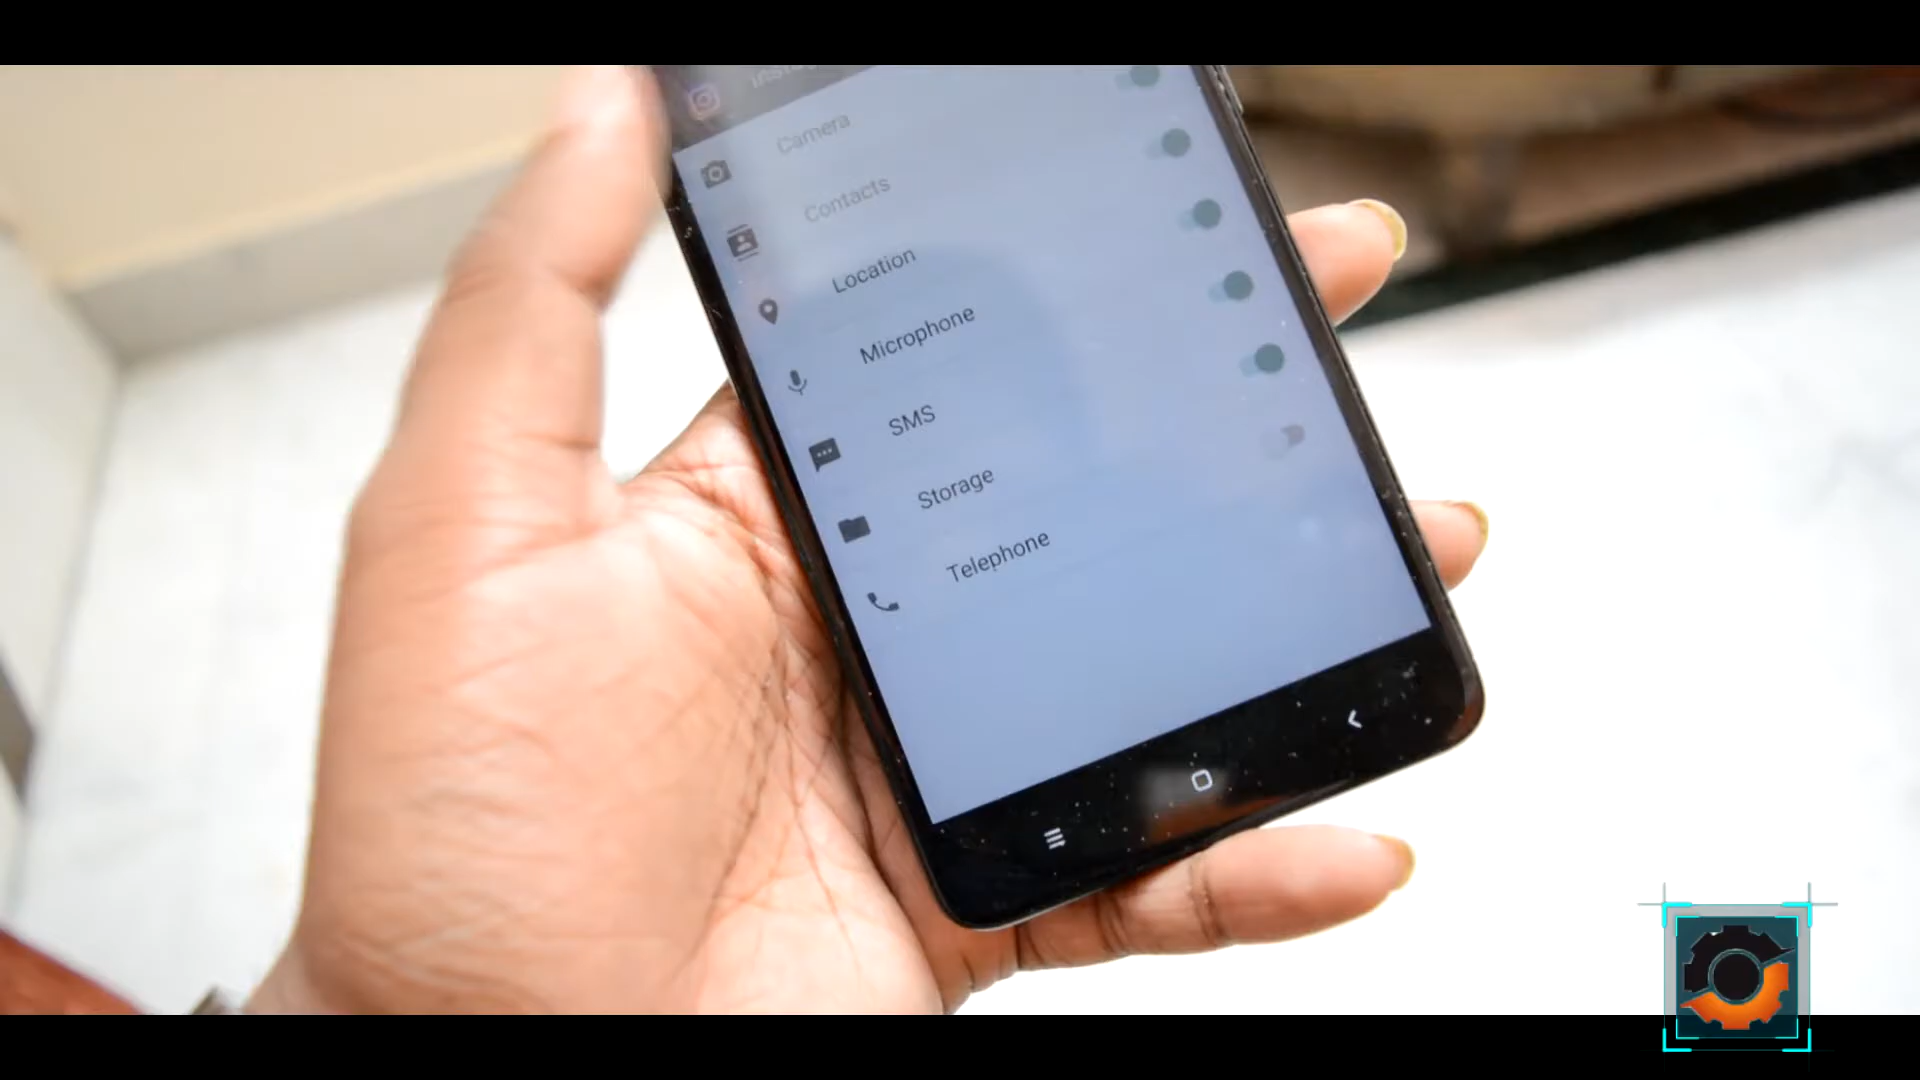 Camera
Contacts
Location
Microphone
SMS
Storage
Telephone